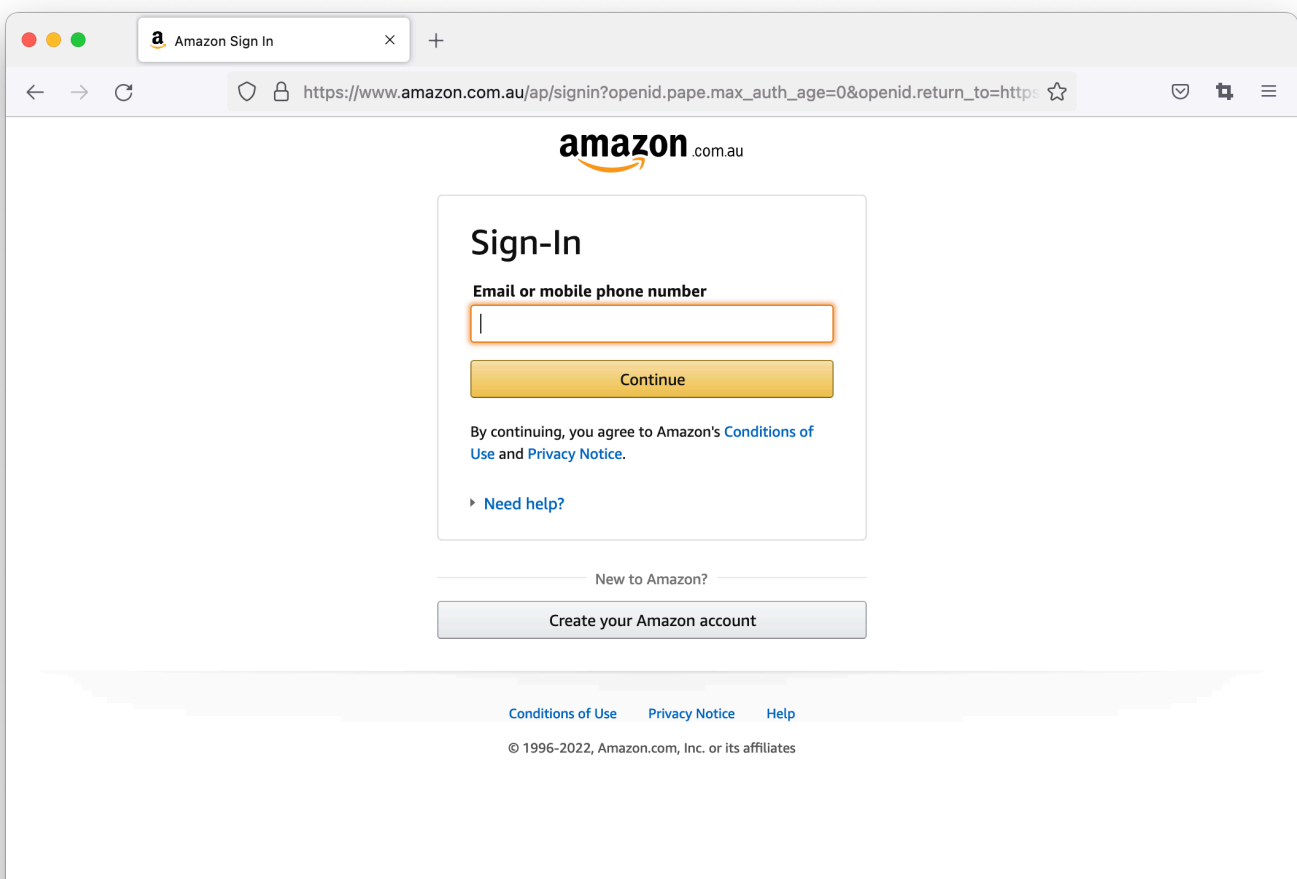 Amazon Sign In
https://www.amazon.com.au/ap/signin?openid.pape.max_auth_age=0&openid.return_to=https
amazon.com.au
Sign-In
Email or mobile phone number
Continue
By continuing, you agree to Amazon's Conditions of
Use and Privacy Notice.
Need help?
New to Amazon?
Create your Amazon account
Conditions of Use Privacy Notice Help
© 1996-2022, Amazon.com, Inc. or its affiliates